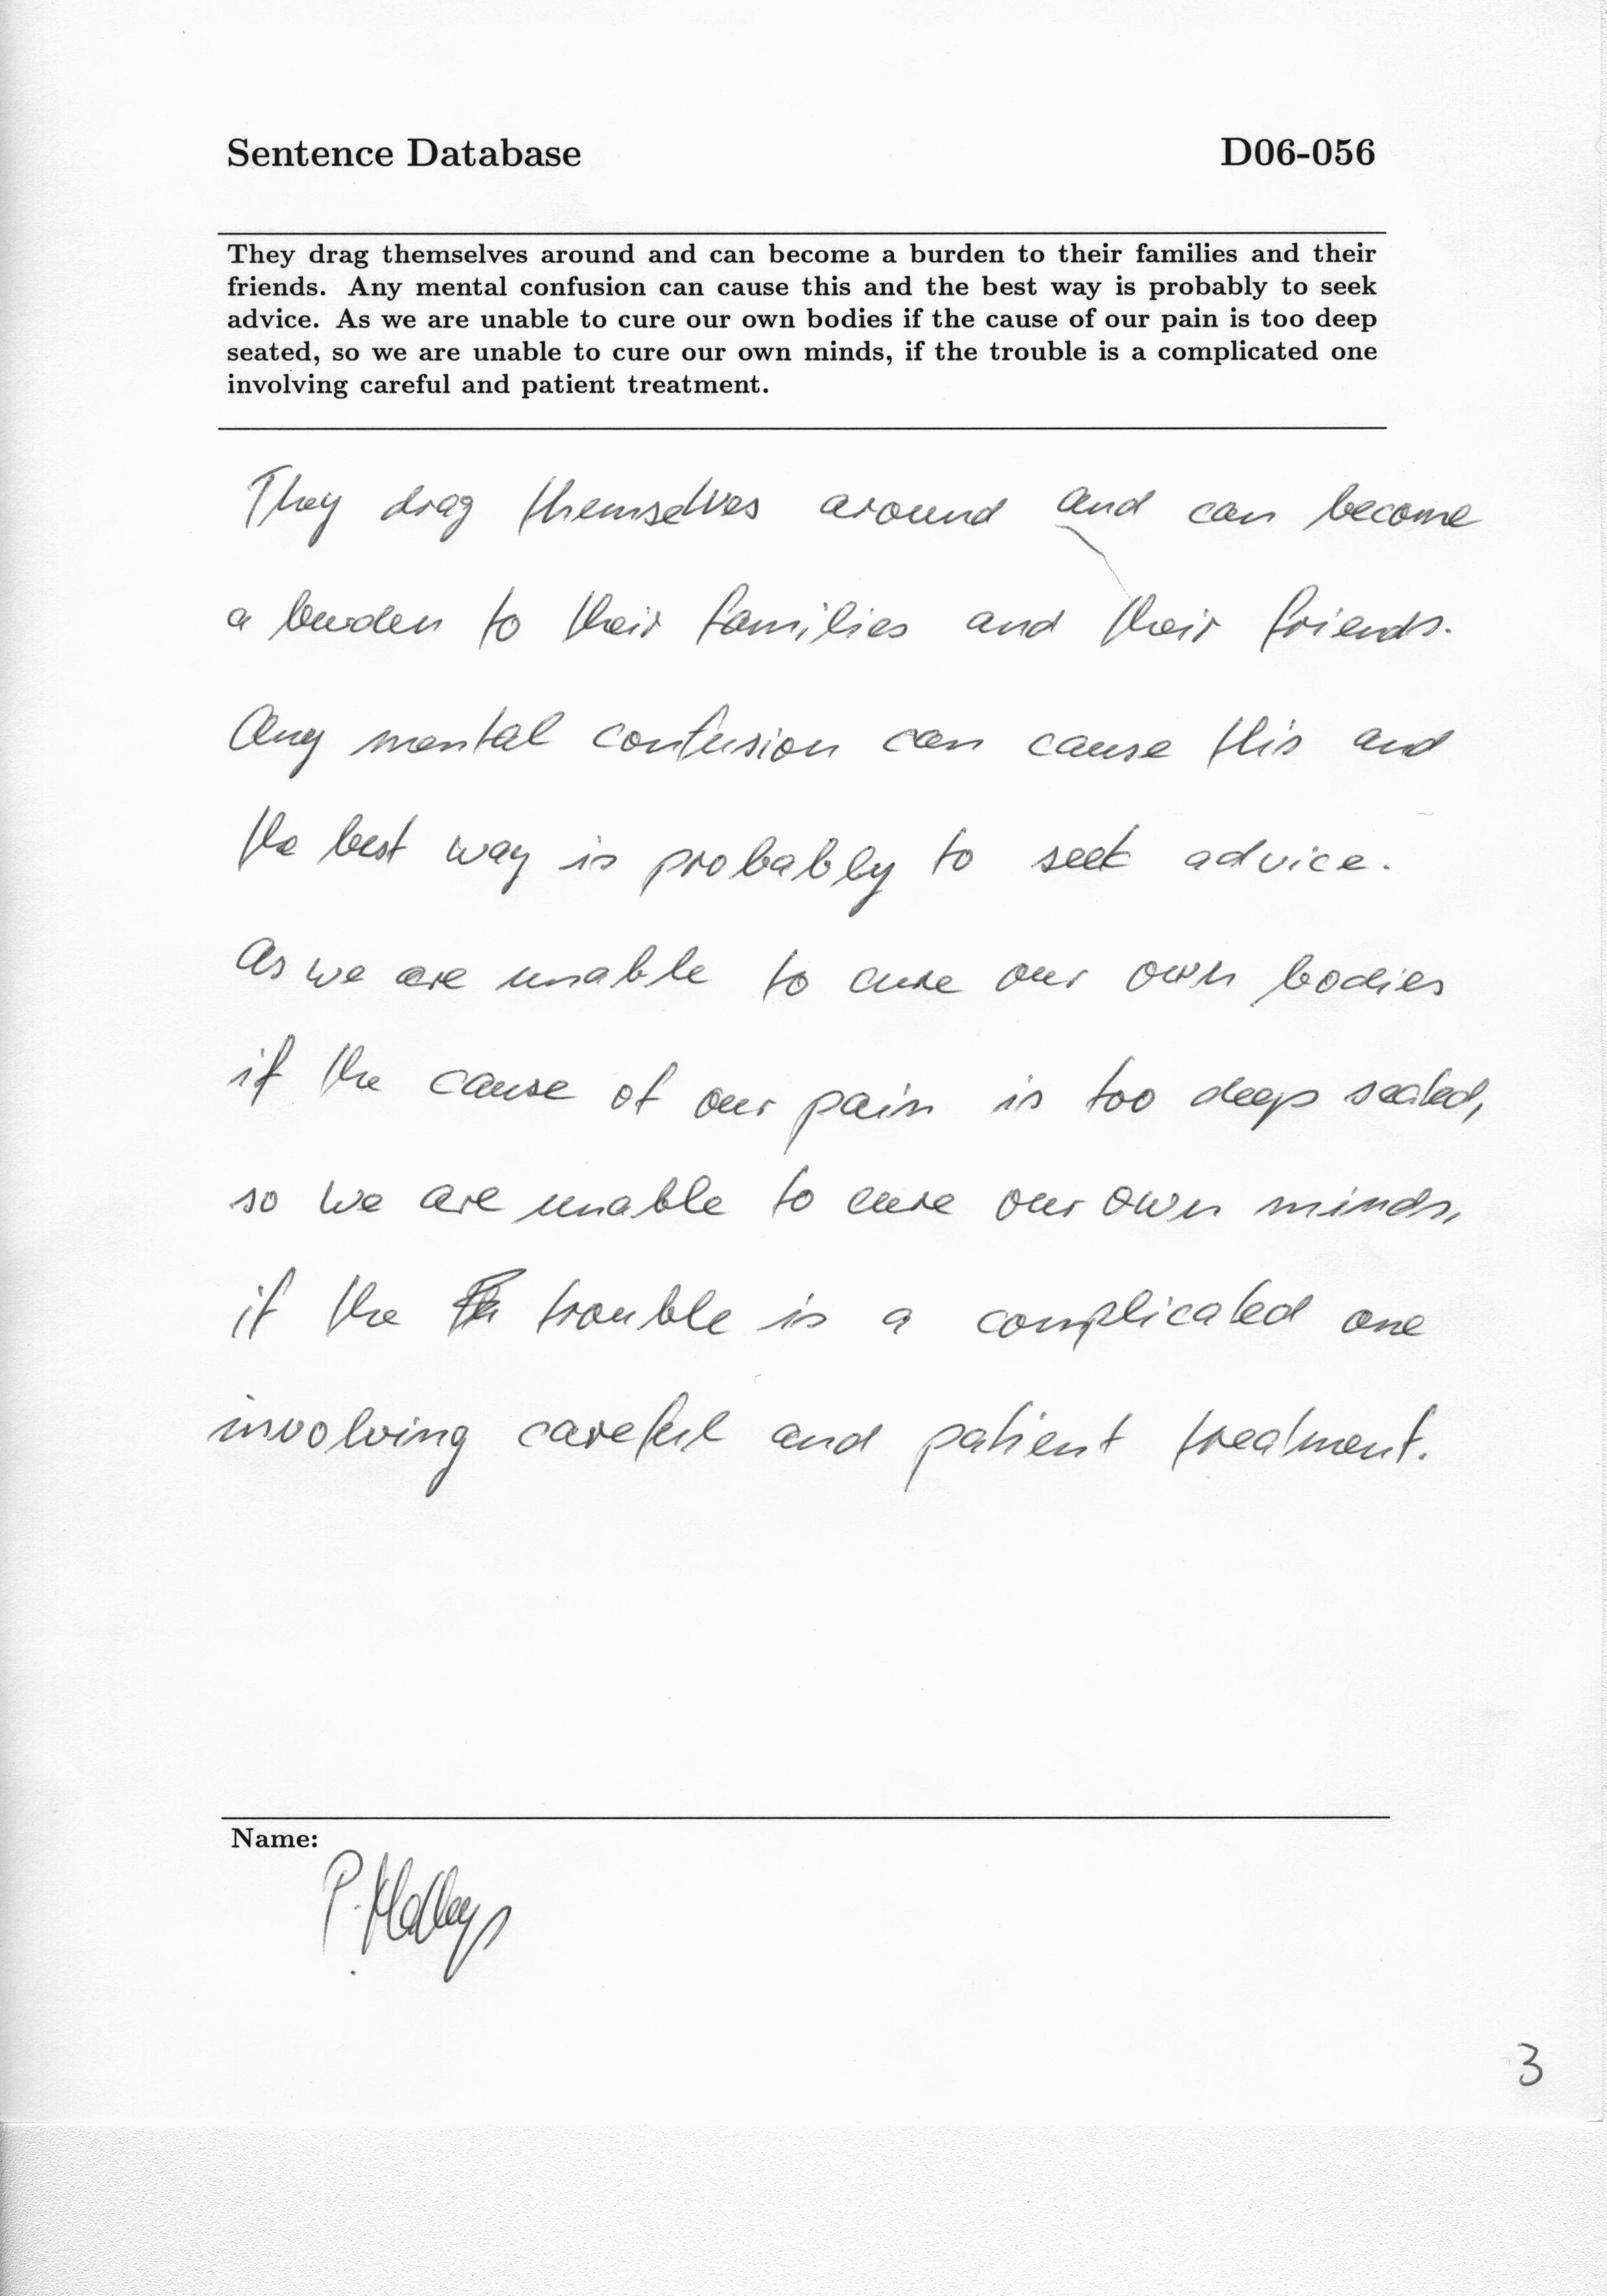 Sentence Database D06-056
They drag themselves around and can become a burden to their families and their
friends. Any mental confusion can cause this and the best way is probably to seek
advice. As we are unable to cure our own bodies if the cause of our pain is too deep
seated, so we are unable to cure our own minds, if the trouble is a complicated one
involving careful and patient treatment.
They drag themselves around and can become
a burden to their families and their friends.
Any mental confusion can cause this and
the best way is probably to seek advice.
As we are unable to cure our own bodies
if the cause of our pain is too deep seated,
so we are unable to cure our own minds,
if the trouble is a complicated one
involving careful and patient treatment.
Name:
P.
3